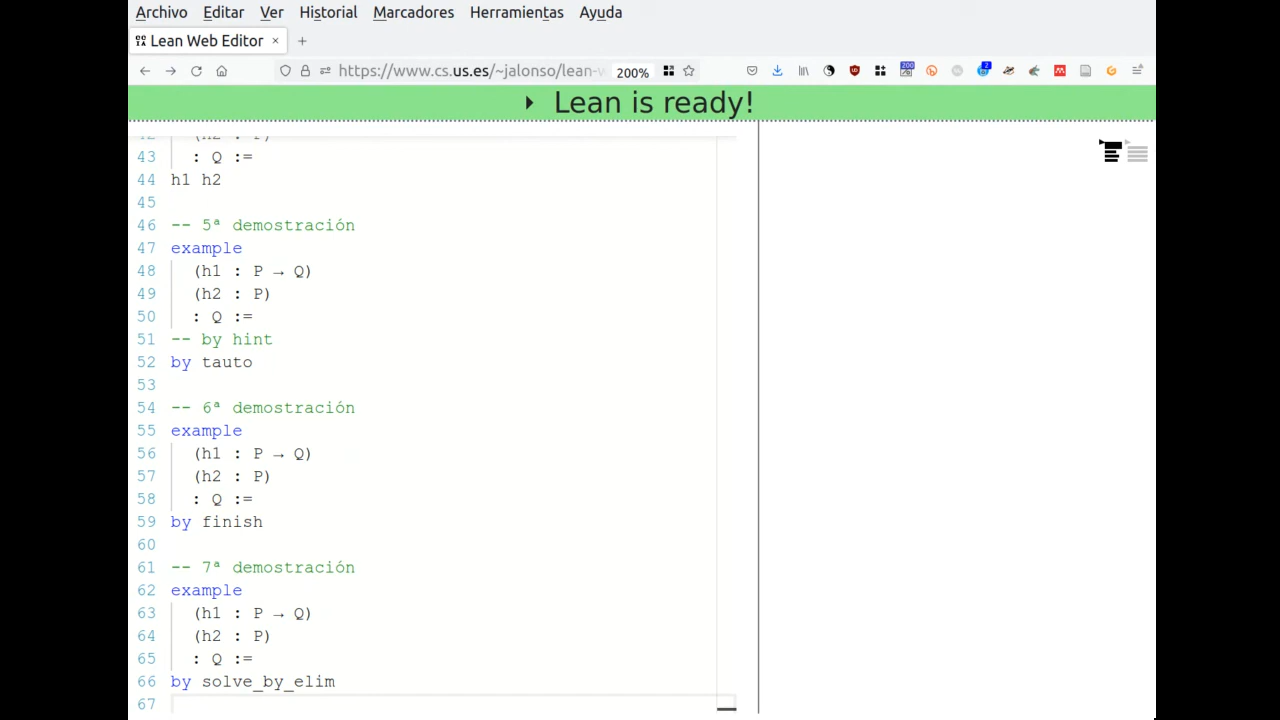 Archivo Editar Ver Historial Marcadores Herramientas Ayuda
Lean Web Editor × +
https://www.cs.us.es/~jalonso/lean-w 200%
Lean is ready!
42 (h2 : P)
43 : Q :=
44 h1 h2
45
46 -- 5ª demostración
47 example
48 (h1 : P → Q)
49 (h2 : P)
50 : Q :=
51 -- by hint
52 by tauto
53
54 -- 6ª demostración
55 example
56 (h1 : P → Q)
57 (h2 : P)
58 : Q :=
59 by finish
60
61 -- 7ª demostración
62 example
63 (h1 : P → Q)
64 (h2 : P)
65 : Q :=
66 by solve_by_elim
67